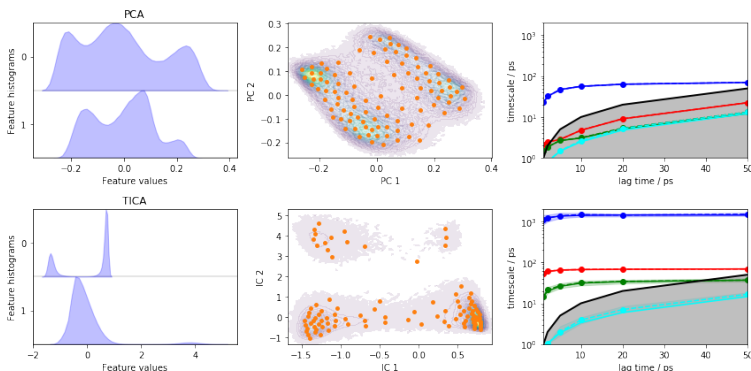 PCA
Feature histograms
0
1
−0.2 0.0 0.2 0.4
Feature values
PC 2
0.3
0.2
0.1
0.0
−0.1
−0.2
−0.2 0.0 0.2 0.4
PC 1
timescale / ps
10³
10²
10¹
10⁰
10 20 30 40 50
lag time / ps
TICA
Feature histograms
0
1
−2 0 2 4
Feature values
IC 2
5
4
3
2
1
0
−1
−1.5 −1.0 −0.5 0.0 0.5
IC 1
timescale / ps
10³
10²
10¹
10⁰
10 20 30 40 50
lag time / ps